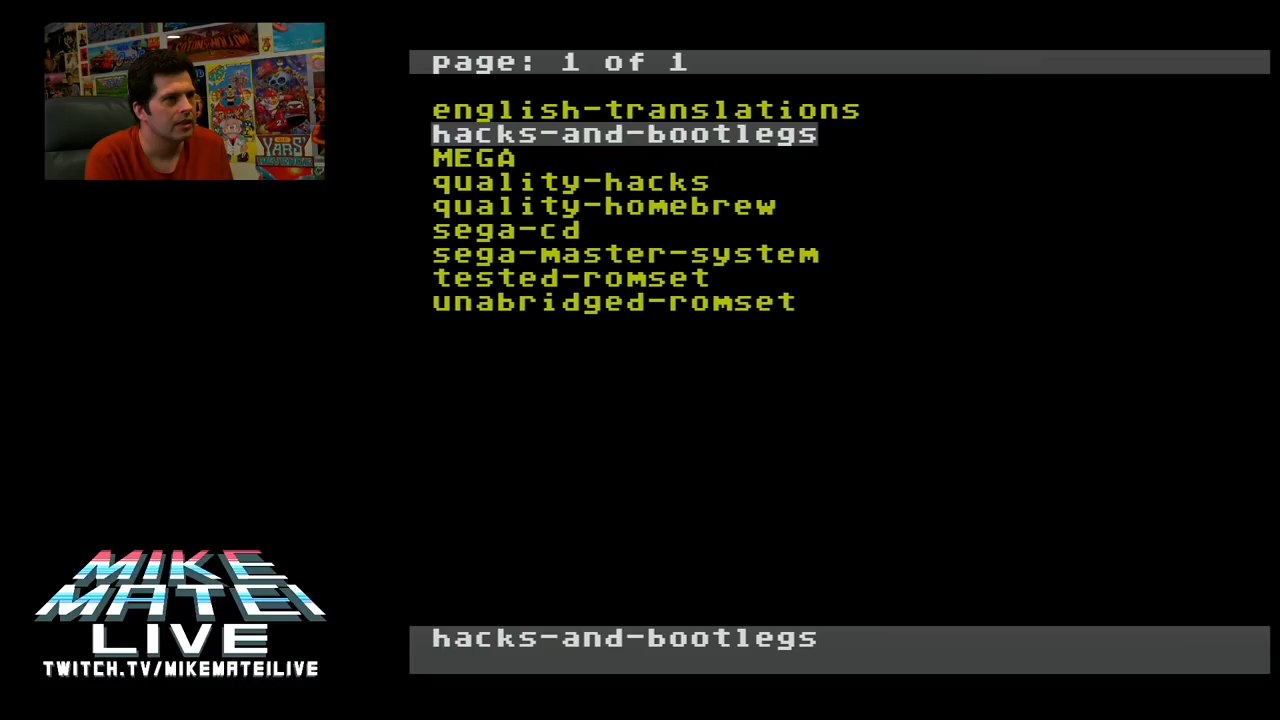 page: 1 of 1
english-translations
hacks-and-bootlegs
MEGA
quality-hacks
quality-homebrew
sega-cd
sega-master-system
tested-romset
unabridged-romset
hacks-and-bootlegs
YARS'
MIKE
MATEI
LIVE
TWITCH.TV/MIKEMATEILIVE